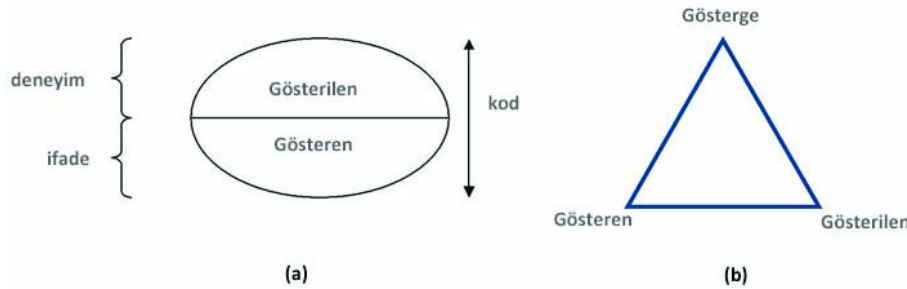 deneyim
ifade
Gösterilen
Gösteren
kod
(a)
Gösterge
Gösteren
Gösterilen
(b)